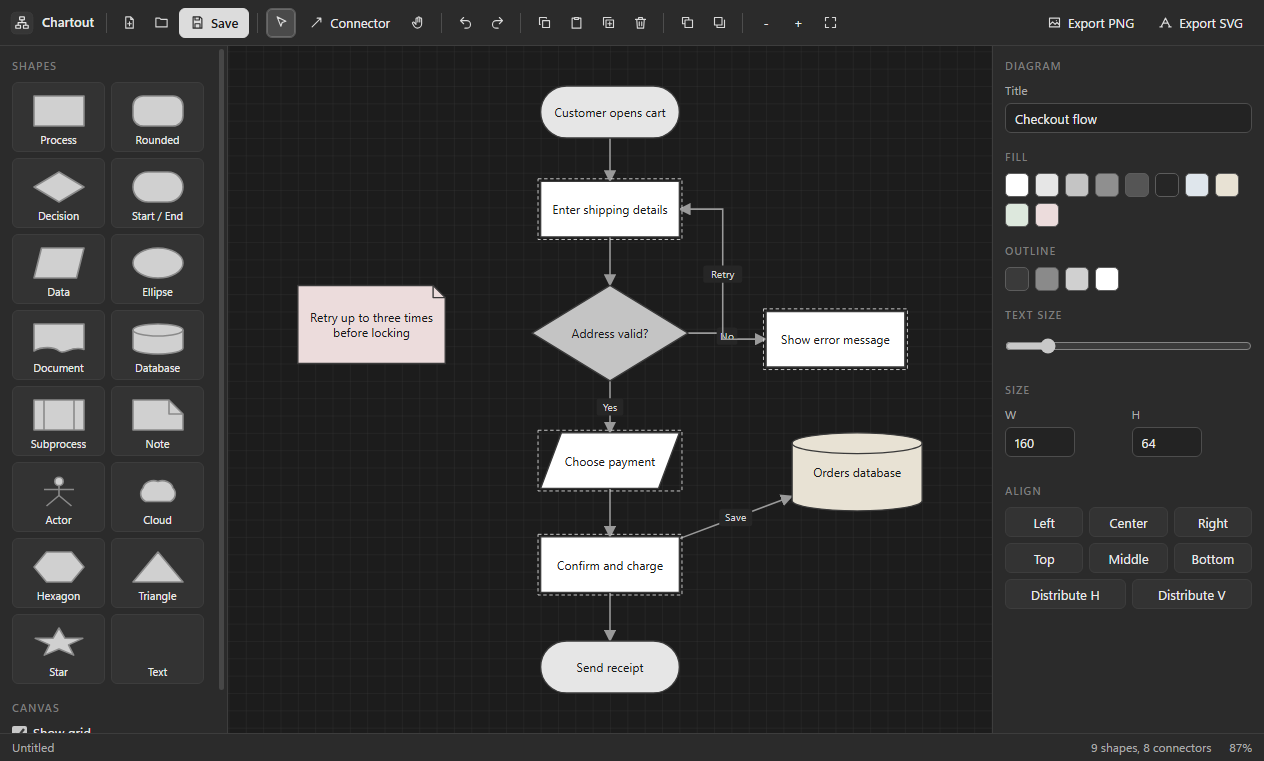 Chartout
Save
Connector
-
+
Export PNG
Export SVG
SHAPES
Process
Rounded
Decision
Start / End
Data
Ellipse
Document
Database
Subprocess
Note
Actor
Cloud
Hexagon
Triangle
Star
Text
CANVAS
Show grid
Customer opens cart
Enter shipping details
Retry
Retry up to three times
before locking
Address valid?
No
Show error message
Yes
Choose payment
Orders database
Save
Confirm and charge
Send receipt
DIAGRAM
Title
Checkout flow
FILL
OUTLINE
TEXT SIZE
SIZE
W
H
160
64
ALIGN
Left
Center
Right
Top
Middle
Bottom
Distribute H
Distribute V
Untitled
9 shapes, 8 connectors
87%